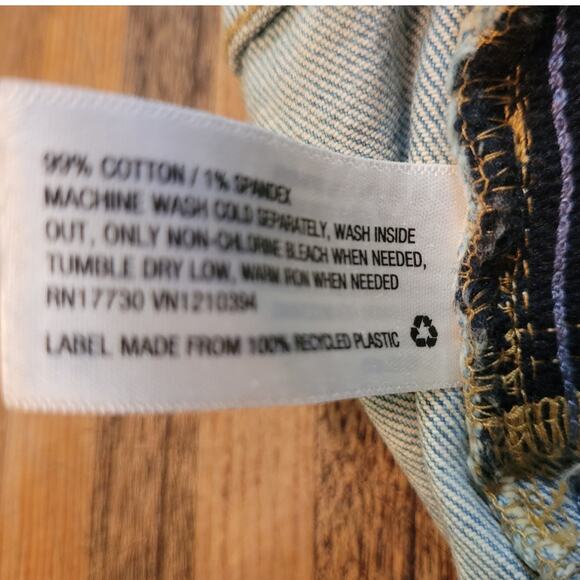 99% COTTON / 1% SPANDEX
MACHINE WASH COLD SEPARATELY, WASH INSIDE
OUT, ONLY NON-CHLORINE BLEACH WHEN NEEDED,
TUMBLE DRY LOW, WARM IRON WHEN NEEDED
RN17730 VN1210394
LABEL MADE FROM 100% RECYCLED PLASTIC